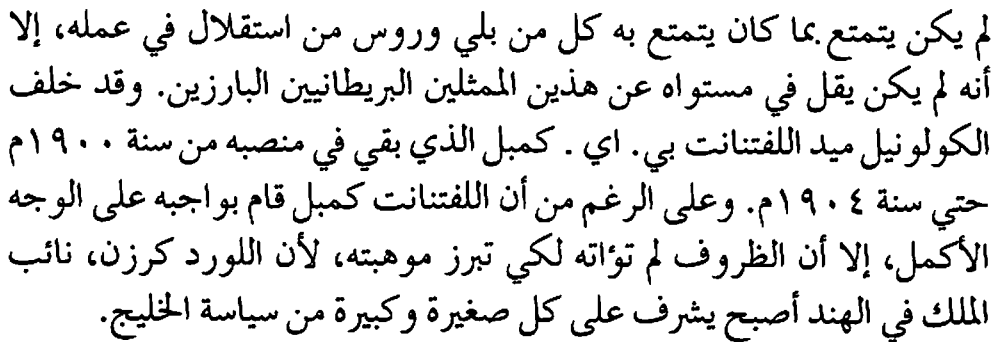 لم يكن يتمتع بما كان يتمتع به كل من بلي وروس من استقلال في عمله، إلا
أنه لم يكن يقل في مستواه عن هذين الممثلين البريطانيين البارزين. وقد خلف
الكولونيل ميد اللفتنانت بي. اي . كمبل الذي بقي في منصبه من سنة ١٩٠٠م
حتي سنة ١٩٠٤م. وعلى الرغم من أن اللفتنانت كمبل قام بواجبه على الوجه
الأكمل، إلا أن الظروف لم تؤاته لكي تبرز موهبته، لأن اللورد كرزن، نائب
الملك في الهند أصبح يشرف على كل صغيرة وكبيرة من سياسة الخليج.